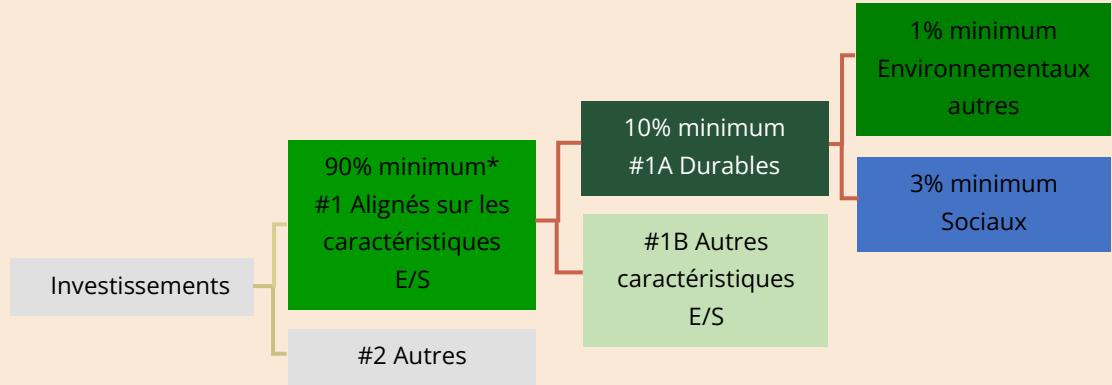 Investissements
90% minimum*
#1 Alignés sur les
caractéristiques
E/S
#2 Autres
10% minimum
#1A Durables
#1B Autres
caractéristiques
E/S
1% minimum
Environnementaux
autres
3% minimum
Sociaux